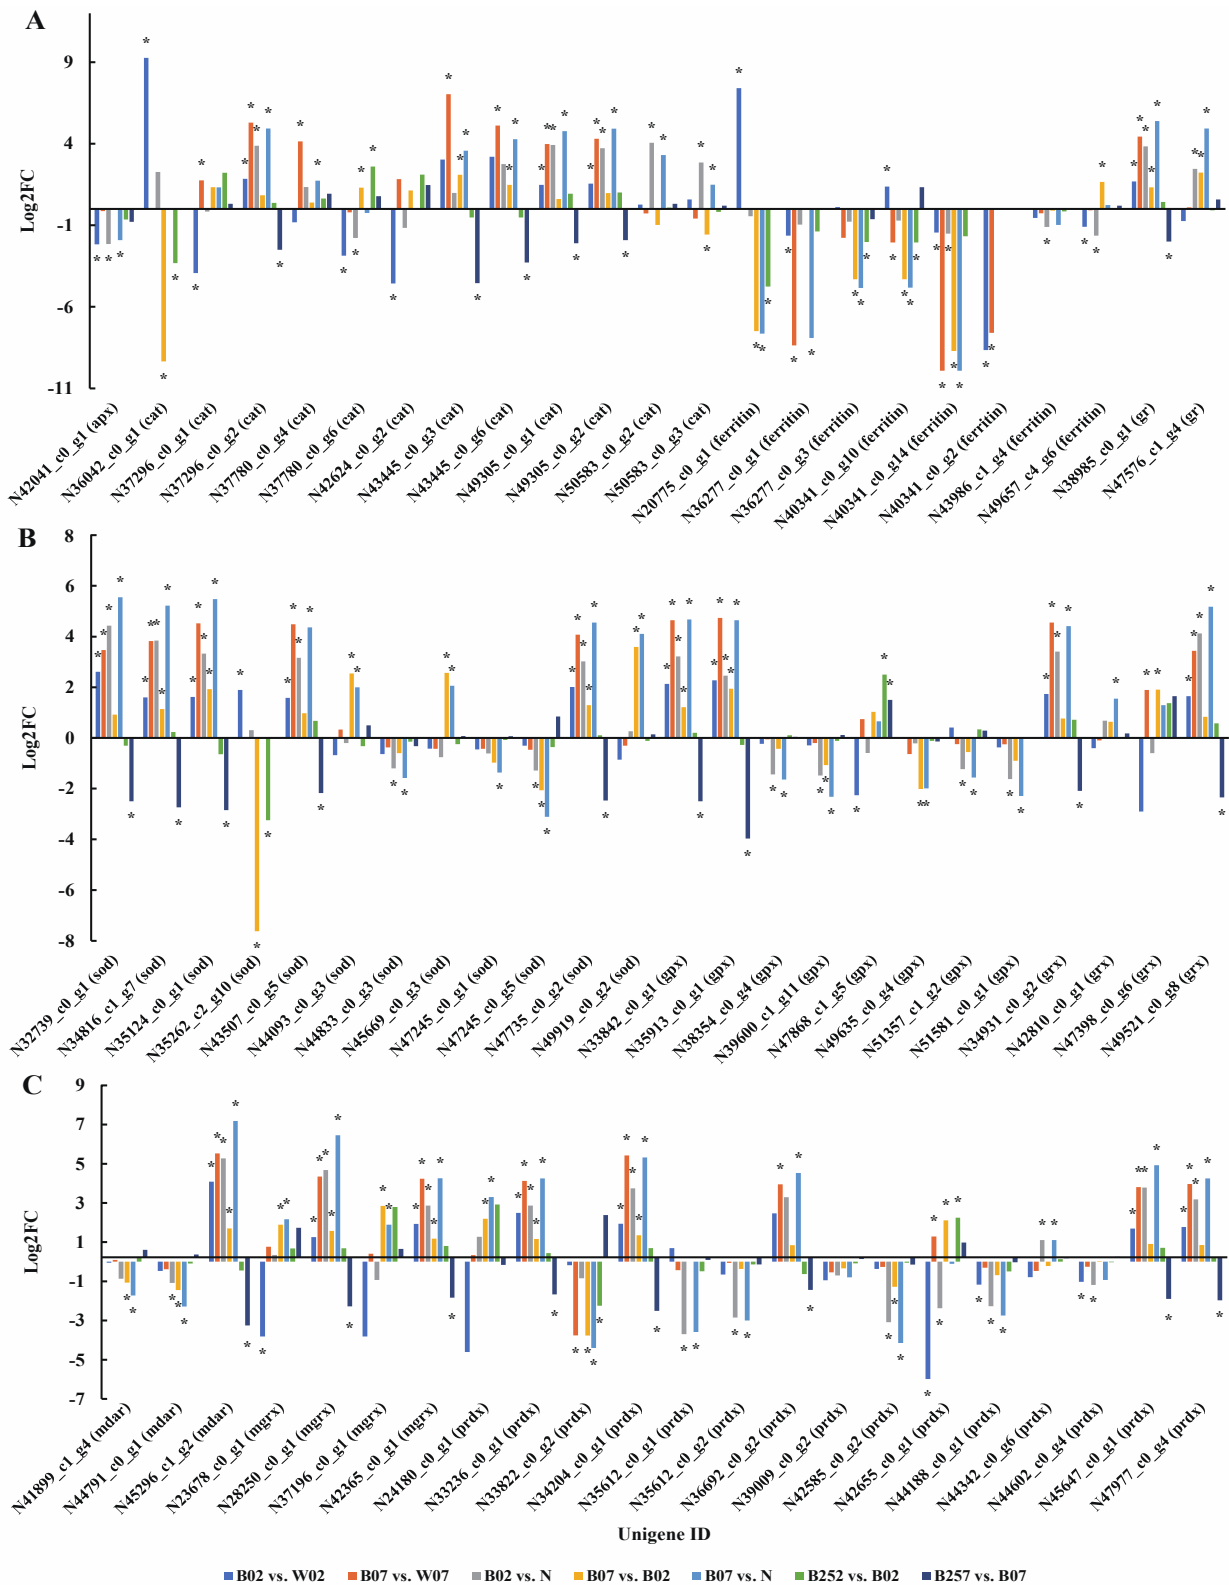 A
Log2FC
9
4
-1
-6
-11
N42041_c0_g1 (apx)
N36042_c0_g1 (cat)
N37296_c0_g1 (cat)
N37296_c0_g2 (cat)
N37780_c0_g4 (cat)
N37780_c0_g6 (cat)
N42624_c0_g2 (cat)
N43445_c0_g3 (cat)
N43445_c0_g6 (cat)
N49305_c0_g1 (cat)
N49305_c0_g2 (cat)
N50583_c0_g2 (cat)
N50583_c0_g3 (cat)
N20775_c0_g1 (ferritin)
N36277_c0_g1 (ferritin)
N36277_c0_g3 (ferritin)
N40341_c0_g10 (ferritin)
N40341_c0_g14 (ferritin)
N40341_c0_g2 (ferritin)
N43986_c1_g4 (ferritin)
N49657_c4_g6 (ferritin)
N38985_c0_g1 (gr)
N47576_c1_g4 (gr)
B
Log2FC
8
6
4
2
0
-2
-4
-6
-8
N32739_c0_g1 (sod)
N34816_c1_g7 (sod)
N35124_c0_g1 (sod)
N35262_c2_g10 (sod)
N43507_c0_g5 (sod)
N44093_c0_g3 (sod)
N44833_c0_g3 (sod)
N45669_c0_g3 (sod)
N47245_c0_g1 (sod)
N47245_c0_g5 (sod)
N47735_c0_g2 (sod)
N49919_c0_g2 (sod)
N33842_c0_g1 (gpx)
N35913_c0_g1 (gpx)
N38354_c0_g4 (gpx)
N39600_c1_g11 (gpx)
N47868_c1_g5 (gpx)
N49635_c0_g4 (gpx)
N51357_c1_g2 (gpx)
N51581_c0_g1 (gpx)
N34931_c0_g2 (grx)
N42810_c0_g1 (grx)
N47398_c0_g6 (grx)
N49521_c0_g8 (grx)
C
Log2FC
9
7
5
3
1
-1
-3
-5
-7
N41899_c1_g4 (mdar)
N44791_c0_g1 (mdar)
N45296_c1_g2 (mdar)
N23678_c0_g1 (mgrx)
N28250_c0_g1 (mgrx)
N37196_c0_g1 (mgrx)
N42365_c0_g1 (mgrx)
N24180_c0_g1 (prdx)
N33236_c0_g1 (prdx)
N33822_c0_g2 (prdx)
N34204_c0_g1 (prdx)
N35612_c0_g1 (prdx)
N35612_c0_g2 (prdx)
N36692_c0_g2 (prdx)
N39009_c0_g2 (prdx)
N42585_c0_g2 (prdx)
N42655_c0_g1 (prdx)
N44188_c0_g1 (prdx)
N44342_c0_g6 (prdx)
N44602_c0_g4 (prdx)
N45647_c0_g1 (prdx)
N47977_c0_g4 (prdx)
Unigene ID
B02 vs. W02 B07 vs. W07 B02 vs. N B07 vs. B02 B07 vs. N B252 vs. B02 B257 vs. B07